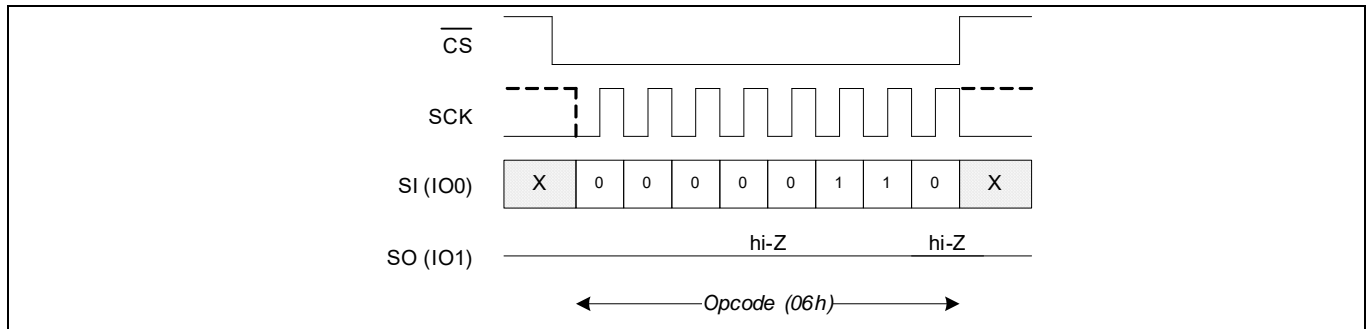 CS
SCK
SI (IO0) X 0 0 0 0 0 1 1 0 X
hi-Z hi-Z
SO (IO1)
Opcode (06h)